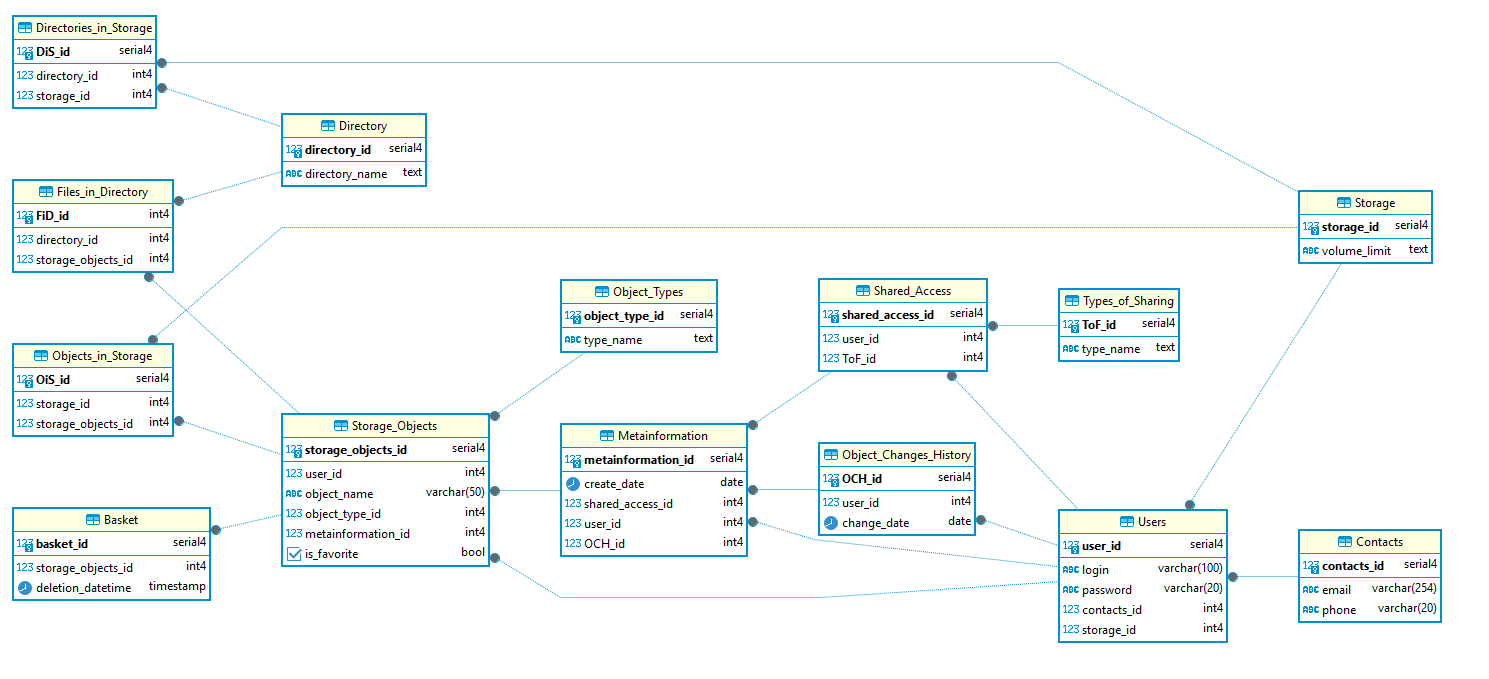 Directories_in_Storage
123 DiS_id serial4
123 directory_id int4
123 storage_id int4
Directory
123 directory_id serial4
ABC directory_name text
Files_in_Directory
123 FiD_id int4
123 directory_id int4
123 storage_objects_id int4
Storage
123 storage_id serial4
ABC volume_limit text
Object_Types
123 object_type_id serial4
ABC type_name text
Shared_Access
123 shared_access_id serial4
123 user_id int4
123 ToF_id int4
Types_of_Sharing
123 ToF_id serial4
ABC type_name text
Objects_in_Storage
123 OiS_id serial4
123 storage_id int4
123 storage_objects_id int4
Storage_Objects
123 storage_objects_id serial4
123 user_id int4
ABC object_name varchar(50)
123 object_type_id int4
123 metainformation_id int4
is_favorite bool
Metainformation
123 metainformation_id serial4
create_date date
123 shared_access_id int4
123 user_id int4
123 OCH_id int4
Object_Changes_History
123 OCH_id serial4
123 user_id int4
change_date date
Basket
123 basket_id serial4
123 storage_objects_id int4
deletion_datetime timestamp
Users
123 user_id serial4
ABC login varchar(100)
ABC password varchar(20)
123 contacts_id int4
123 storage_id int4
Contacts
123 contacts_id serial4
ABC email varchar(254)
ABC phone varchar(20)